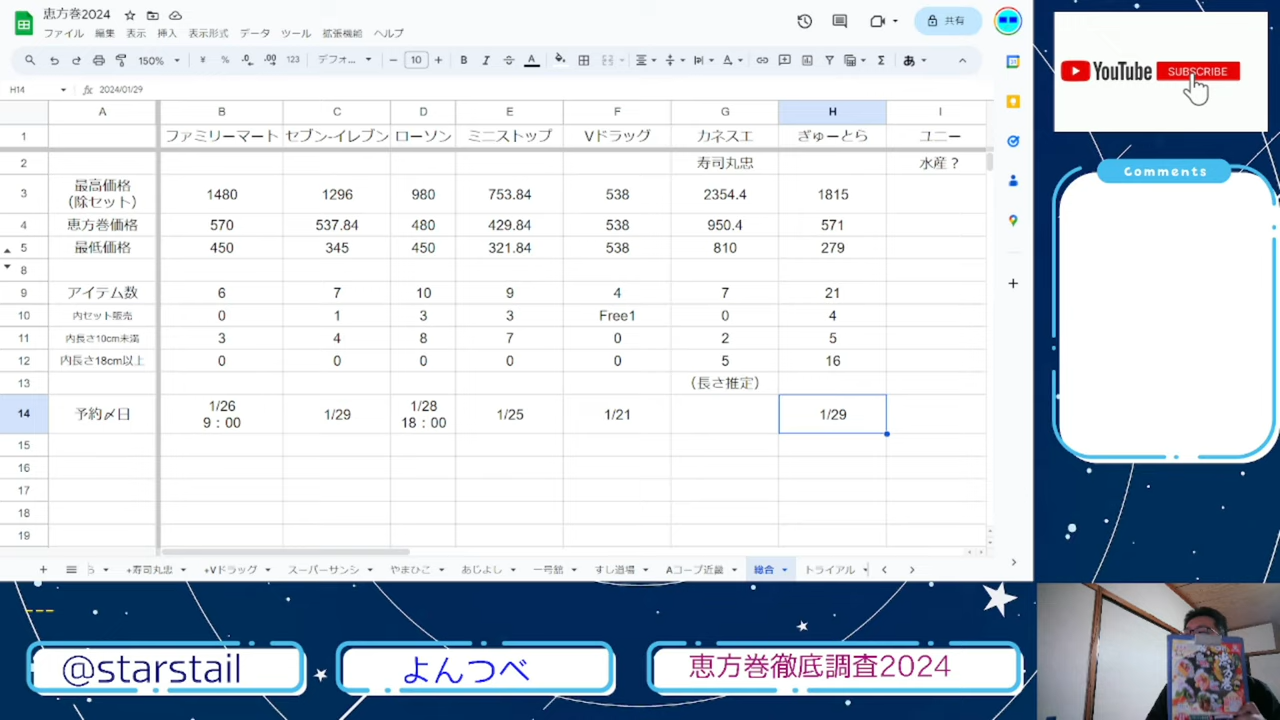 恵方巻2024
ファイル 編集 表示 挿入 表示形式 データ ツール 拡張機能 ヘルプ
共有
150% ¥ % .0 .00 123 デフォ... 10 B I A あ
H14 fx 2024/01/29
A B C D E F G H I
1 ファミリーマート セブン-イレブン ローソン ミニストップ Vドラッグ カネスエ ぎゅーとら ユニー
2 寿司丸忠 水産？
3 最高価格 1480 1296 980 753.84 538 2354.4 1815
(除セット)
4 恵方巻価格 570 537.84 480 429.84 538 950.4 571
5 最低価格 450 345 450 321.84 538 810 279
8
9 アイテム数 6 7 10 9 4 7 21
10 内セット販売 0 1 3 3 Free1 0 4
11 内長さ10cm未満 3 4 8 7 0 2 5
12 内長さ18cm以上 0 0 0 0 0 5 16
13 （長さ推定）
14 予約〆日 1/26 1/29 1/28 1/25 1/21 1/29
9：00 18：00
15
16
17
18
19
+寿司丸忠 +Vドラッグ スーパーサンシ やまひこ あじよし 一号舘 すし道場 Aコープ近畿 総合 トライアル
YouTube SUBSCRIBE
Comments
---
@starstail よんつべ 恵方巻徹底調査2024